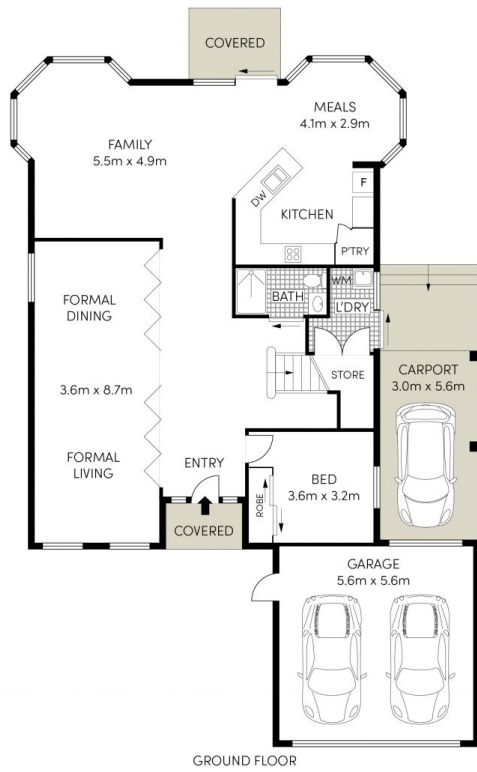 COVERED
MEALS
4.1m x 2.9m
FAMILY
5.5m x 4.9m
F
DW
KITCHEN
P'TRY
WM
BATH
L'DRY
FORMAL
DINING
STORE
CARPORT
3.0m x 5.6m
3.6m x 8.7m
FORMAL
LIVING
ENTRY
BED
3.6m x 3.2m
ROBE
COVERED
GARAGE
5.6m x 5.6m
GROUND FLOOR